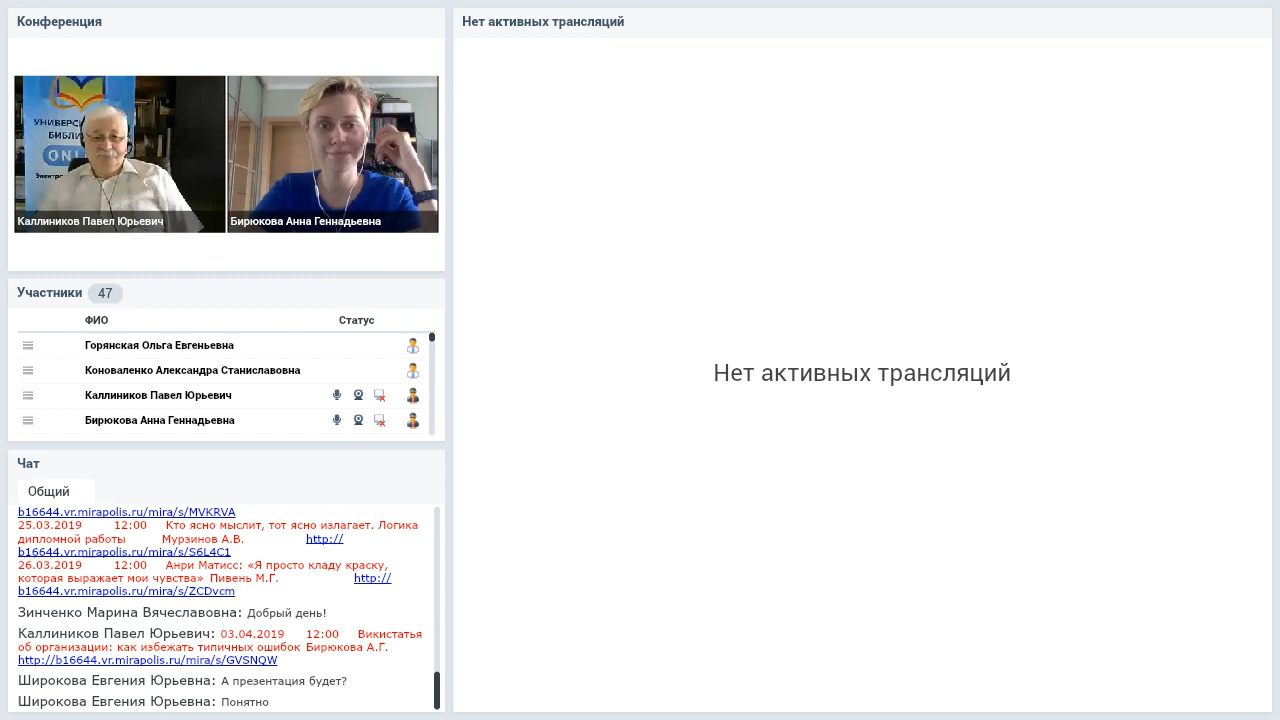 Конференция
Нет активных трансляций
УНИВЕРС
БИБЛИ
ONL
Электро
Каллиников Павел Юрьевич
Бирюкова Анна Геннадьевна
Участники 47
ФИО Статус
Горянская Ольга Евгеньевна
Коноваленко Александра Станиславовна
Каллиников Павел Юрьевич
Бирюкова Анна Геннадьевна
Нет активных трансляций
Чат
Общий
b16644.vr.mirapolis.ru/mira/s/MVKRVA
25.03.2019 12:00 Кто ясно мыслит, тот ясно излагает. Логика
дипломной работы Мурзинов А.В. http://
b16644.vr.mirapolis.ru/mira/s/S6L4C1
26.03.2019 12:00 Анри Матисс: «Я просто кладу краску,
которая выражает мои чувства» Пивень М.Г. http://
b16644.vr.mirapolis.ru/mira/s/ZCDvcm
Зинченко Марина Вячеславовна: Добрый день!
Каллиников Павел Юрьевич: 03.04.2019 12:00 Викистатья
об организации: как избежать типичных ошибок Бирюкова А.Г.
http://b16644.vr.mirapolis.ru/mira/s/GVSNQW
Широкова Евгения Юрьевна: А презентация будет?
Широкова Евгения Юрьевна: Понятно